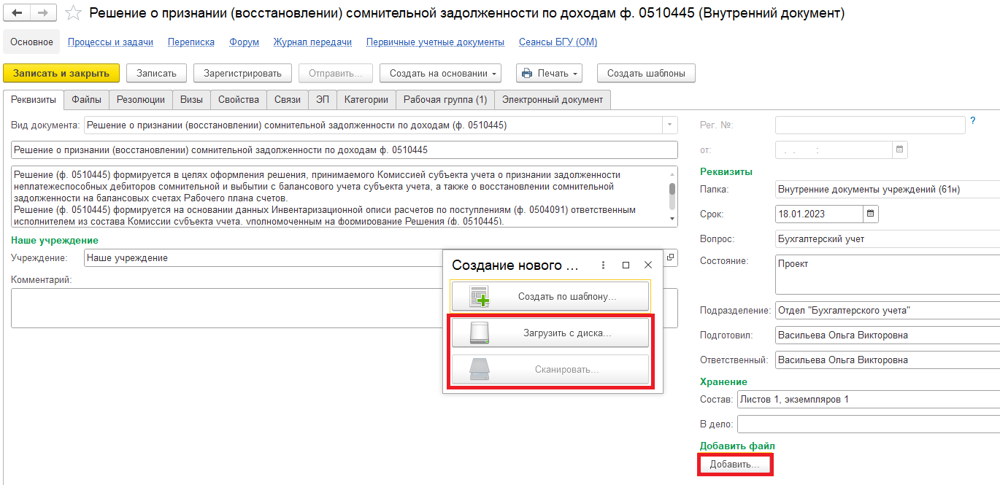 Решение о признании (восстановлении) сомнительной задолженности по доходам ф. 0510445 (Внутренний документ)
Основное Процессы и задачи Переписка Форум Журнал передачи Первичные учетные документы Сеансы БГУ (ОМ)
Записать и закрыть Записать Зарегистрировать Отправить... Создать на основании Печать Создать шаблоны
Реквизиты Файлы Резолюции Визы Свойства Связи ЭП Категории Рабочая группа (1) Электронный документ
Вид документа: Решение о признании (восстановлении) сомнительной задолженности по доходам (ф. 0510445)
Решение о признании (восстановлении) сомнительной задолженности по доходам ф. 0510445
Решение (ф. 0510445) формируется в целях оформления решения, принимаемого Комиссией субъекта учета о признании задолженности
неплатежеспособных дебиторов сомнительной и выбытии с балансового учета субъекта учета, а также о восстановлении сомнительной
задолженности на балансовых счетах Рабочего плана счетов.
Решение (ф. 0510445) формируется на основании данных Инвентаризационной описи расчетов по поступлениям (ф. 0504091) ответственным
исполнителем из состава Комиссии субъекта учета, уполномоченным на формирование Решения (ф. 0510445).
Наше учреждение
Учреждение: Наше учреждение
Комментарий:
Создание нового ...
Создать по шаблону...
Загрузить с диска...
Сканировать...
Рег. №: ?
от: . . :
Реквизиты
Папка: Внутренние документы учреждений (61н)
Срок: 18.01.2023
Вопрос: Бухгалтерский учет
Состояние: Проект
Подразделение: Отдел "Бухгалтерского учета"
Подготовил: Васильева Ольга Викторовна
Ответственный: Васильева Ольга Викторовна
Хранение
Состав: Листов 1, экземпляров 1
В дело:
Добавить файл
Добавить...